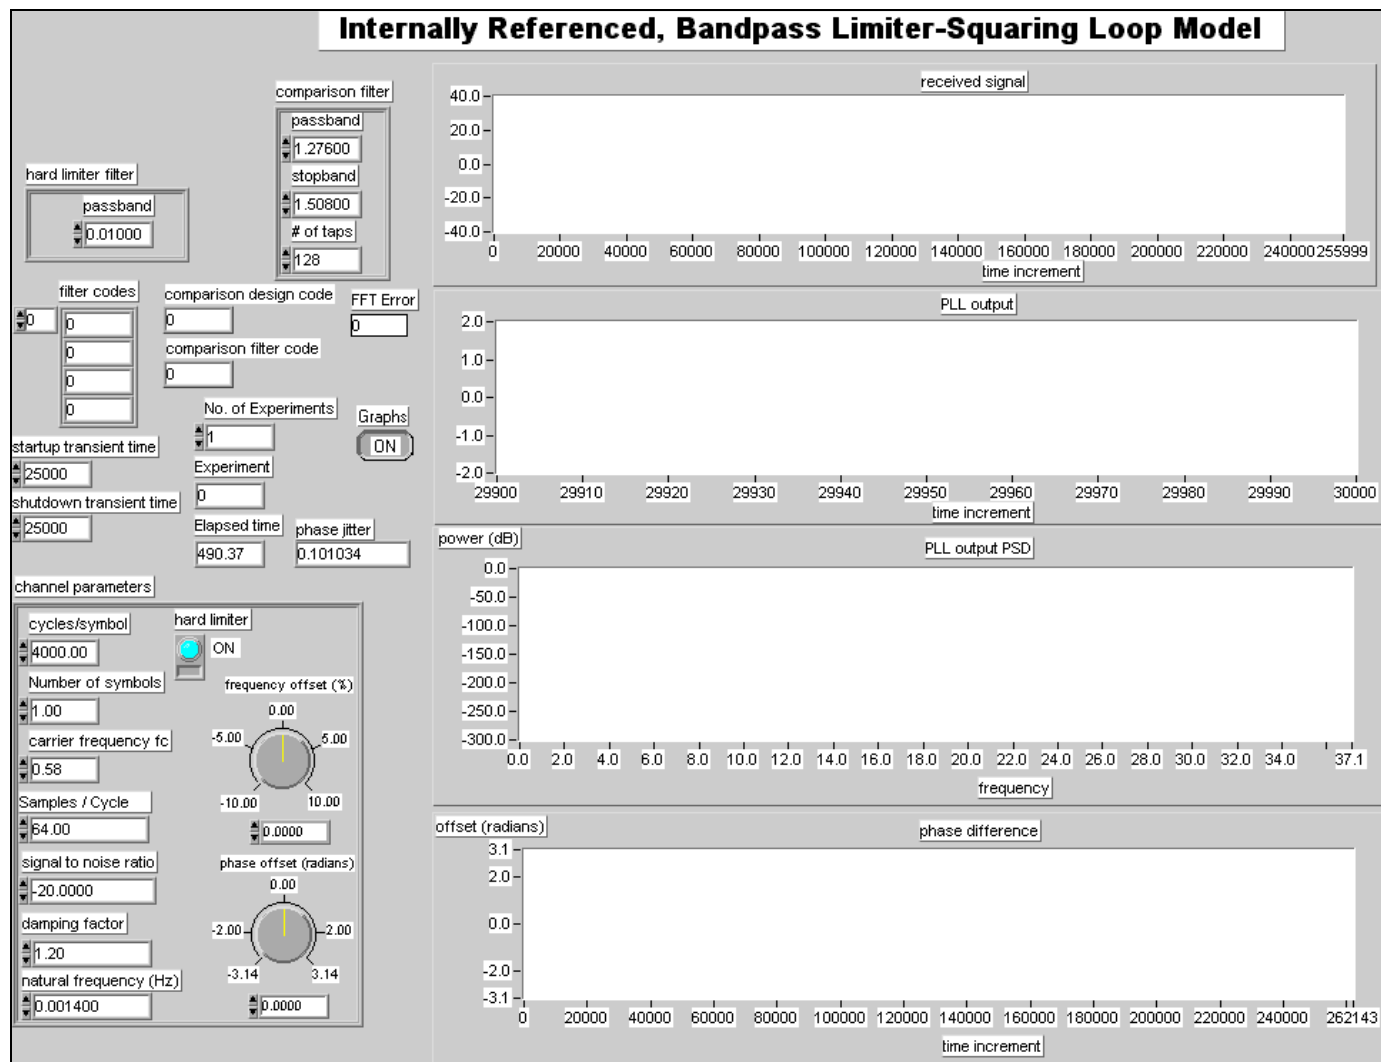 Internally Referenced, Bandpass Limiter-Squaring Loop Model
comparison filter
passband
1.27600
stopband
1.50800
# of taps
128
hard limiter filter
passband
0.01000
filter codes
0
0
0
0
0
comparison design code
0
comparison filter code
0
FFT Error
0
No. of Experiments
1
Graphs
ON
startup transient time
25000
Experiment
0
shutdown transient time
25000
Elapsed time
490.37
phase jitter
0.101034
channel parameters
cycles/symbol
4000.00
hard limiter
ON
Number of symbols
1.00
carrier frequency fc
0.58
Samples / Cycle
64.00
signal to noise ratio
-20.0000
damping factor
1.20
natural frequency (Hz)
0.001400
frequency offset (%)
0.00
-5.00 5.00
-10.00 10.00
0.0000
phase offset (radians)
0.00
-2.00 2.00
-3.14 3.14
0.0000
received signal
40.0
20.0
0.0
-20.0
-40.0
0 20000 40000 60000 80000 100000 120000 140000 160000 180000 200000 220000 240000 255999
time increment
PLL output
2.0
1.0
0.0
-1.0
-2.0
29900 29910 29920 29930 29940 29950 29960 29970 29980 29990 30000
time increment
power (dB)
PLL output PSD
0.0
-50.0
-100.0
-150.0
-200.0
-250.0
-300.0
0.0 2.0 4.0 6.0 8.0 10.0 12.0 14.0 16.0 18.0 20.0 22.0 24.0 26.0 28.0 30.0 32.0 34.0 37.1
frequency
offset (radians)
phase difference
3.1
2.0
0.0
-2.0
-3.1
0 20000 40000 60000 80000 100000 120000 140000 160000 180000 200000 220000 240000 262143
time increment